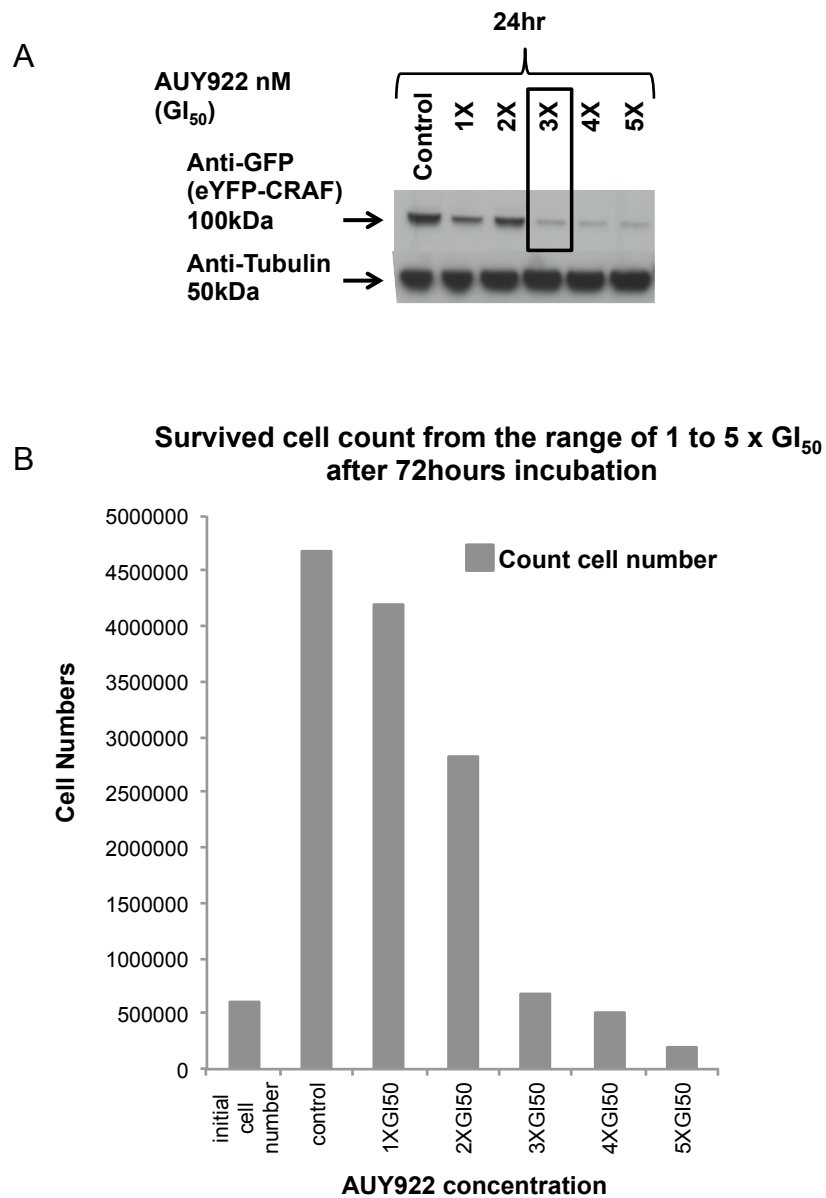 A
24hr
AUY922 nM
(GI50)
Control
1X
2X
3X
4X
5X
Anti-GFP
(eYFP-CRAF)
100kDa
Anti-Tubulin
50kDa
B
Survived cell count from the range of 1 to 5 x GI50
after 72hours incubation
Count cell number
Cell Numbers
5000000
4500000
4000000
3500000
3000000
2500000
2000000
1500000
1000000
500000
0
initial
cell
number
control
1XGI50
2XGI50
3XGI50
4XGI50
5XGI50
AUY922 concentration